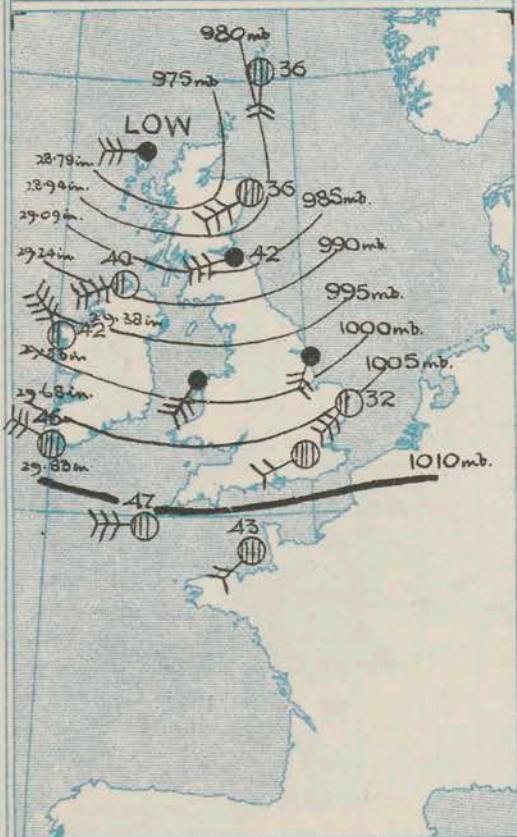 980mb
36
975mb
LOW
28.79in.
36
28.94in.
985mb.
29.09in.
42
990mb.
29.24in
40
995mb.
29.38in
42
1000mb.
1005mb.
29.68in.
32
46
29.83in
1010mb.
47
43